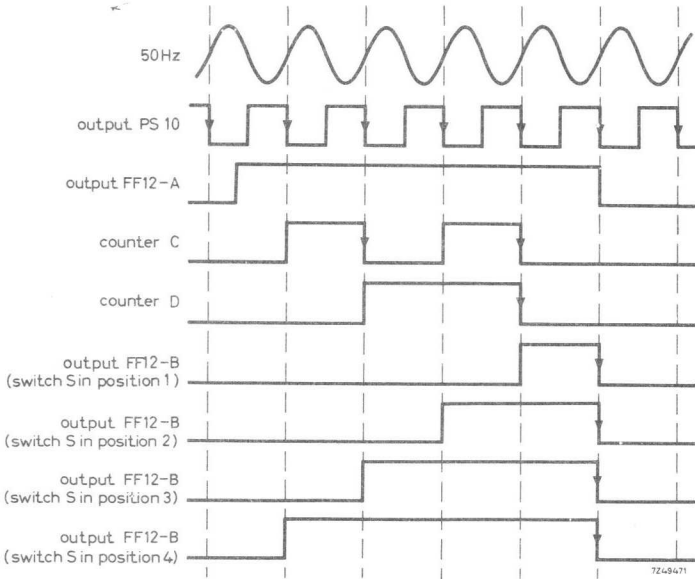 50Hz
output PS 10
output FF12-A
counter C
counter D
output FF12-B
(switch S in position 1)
output FF12-B
(switch S in position 2)
output FF12-B
(switch S in position 3)
output FF12-B
(switch S in position 4)
7Z49471